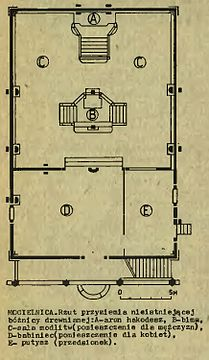 A
C
C
B
D
E
0 5M
MOGIELNICA.Rzut przyziemia nieistniejącej
bóżnicy drewnianej:A-aron hakodesz, B-bima,
C-sala modlitw(pomieszczenie dla mężczyzn),
D-babiniec(pomieszczenie dla kobiet),
E- putysz (przedsionek).